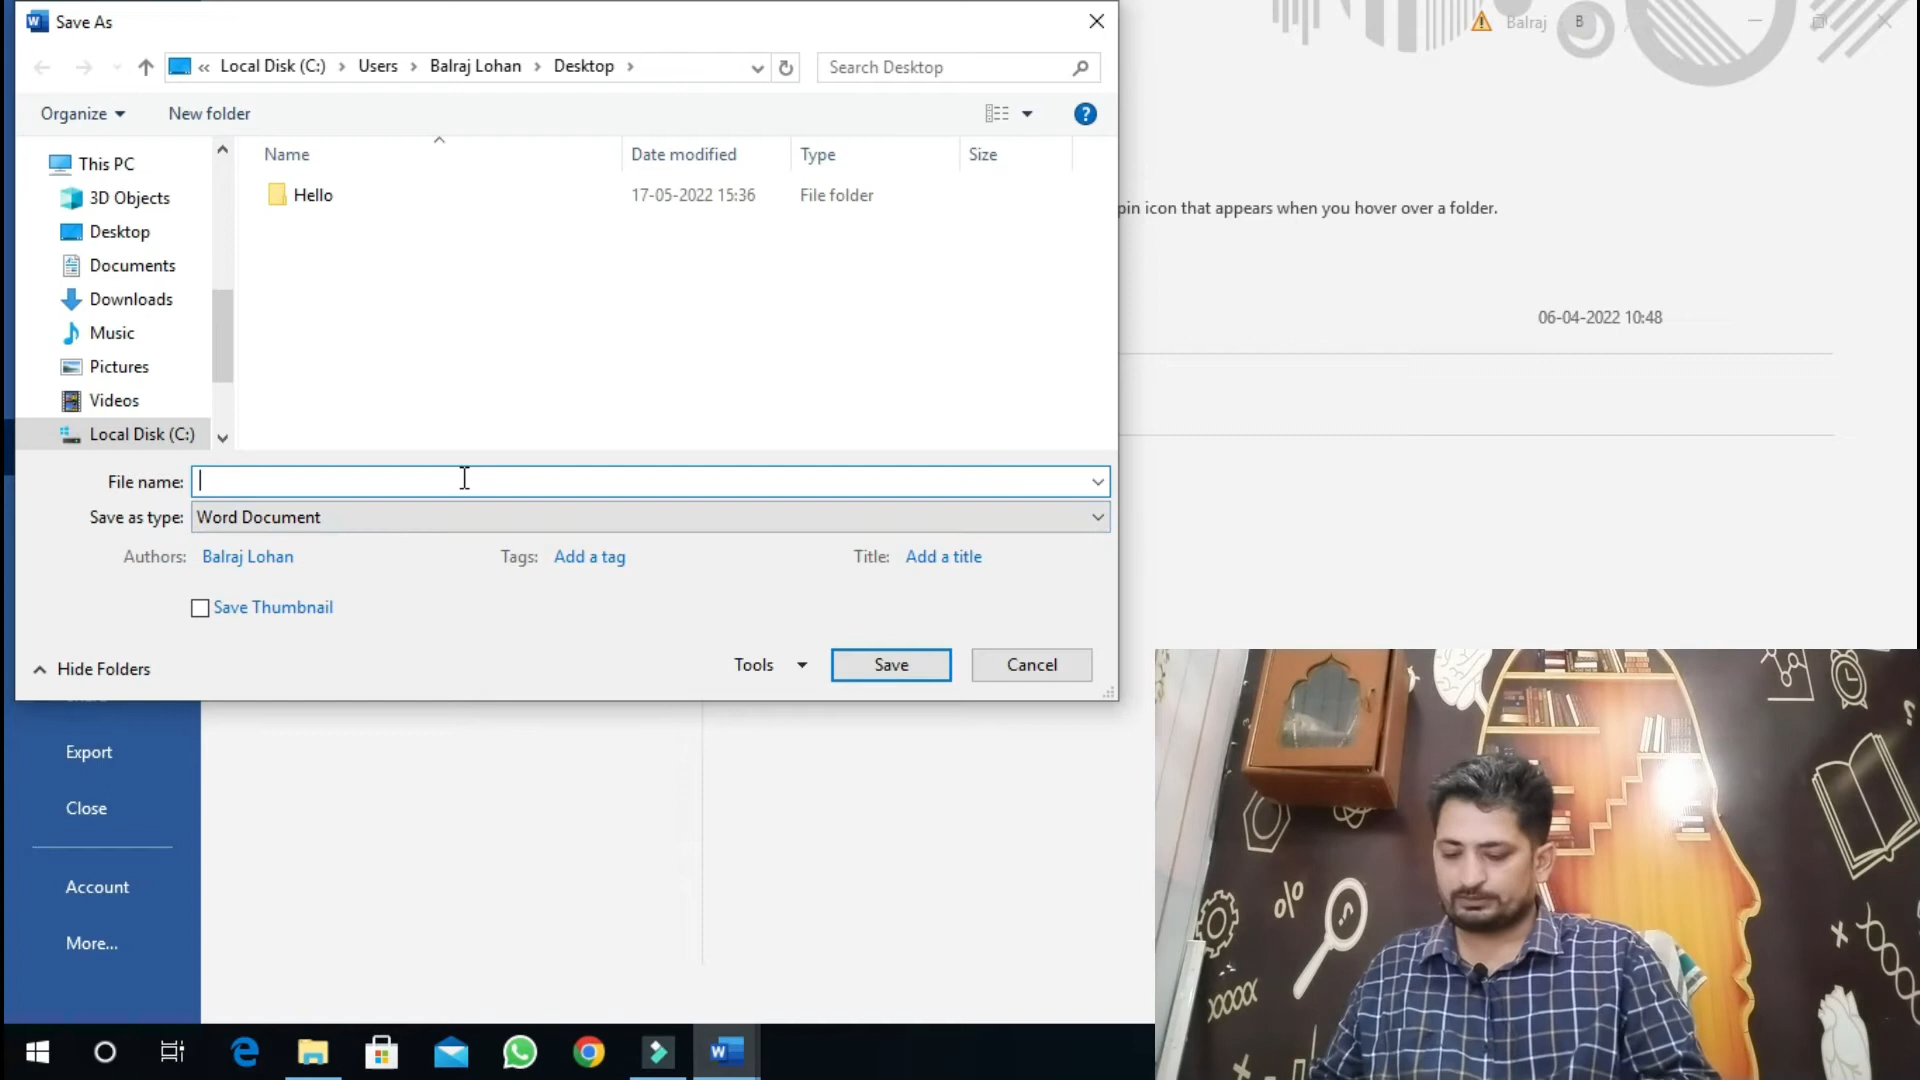 Save As
Balraj B
« Local Disk (C:) › Users › Balraj Lohan › Desktop ›
Search Desktop
Organize
New folder
?
This PC
3D Objects
Desktop
Documents
Downloads
Music
Pictures
Videos
Local Disk (C:)
Name Date modified Type Size
Hello 17-05-2022 15:36 File folder
pin icon that appears when you hover over a folder.
06-04-2022 10:48
File name:
Save as type: Word Document
Authors: Balraj Lohan Tags: Add a tag Title: Add a title
Save Thumbnail
Hide Folders
Tools Save Cancel
Export
Close
Account
More...
%